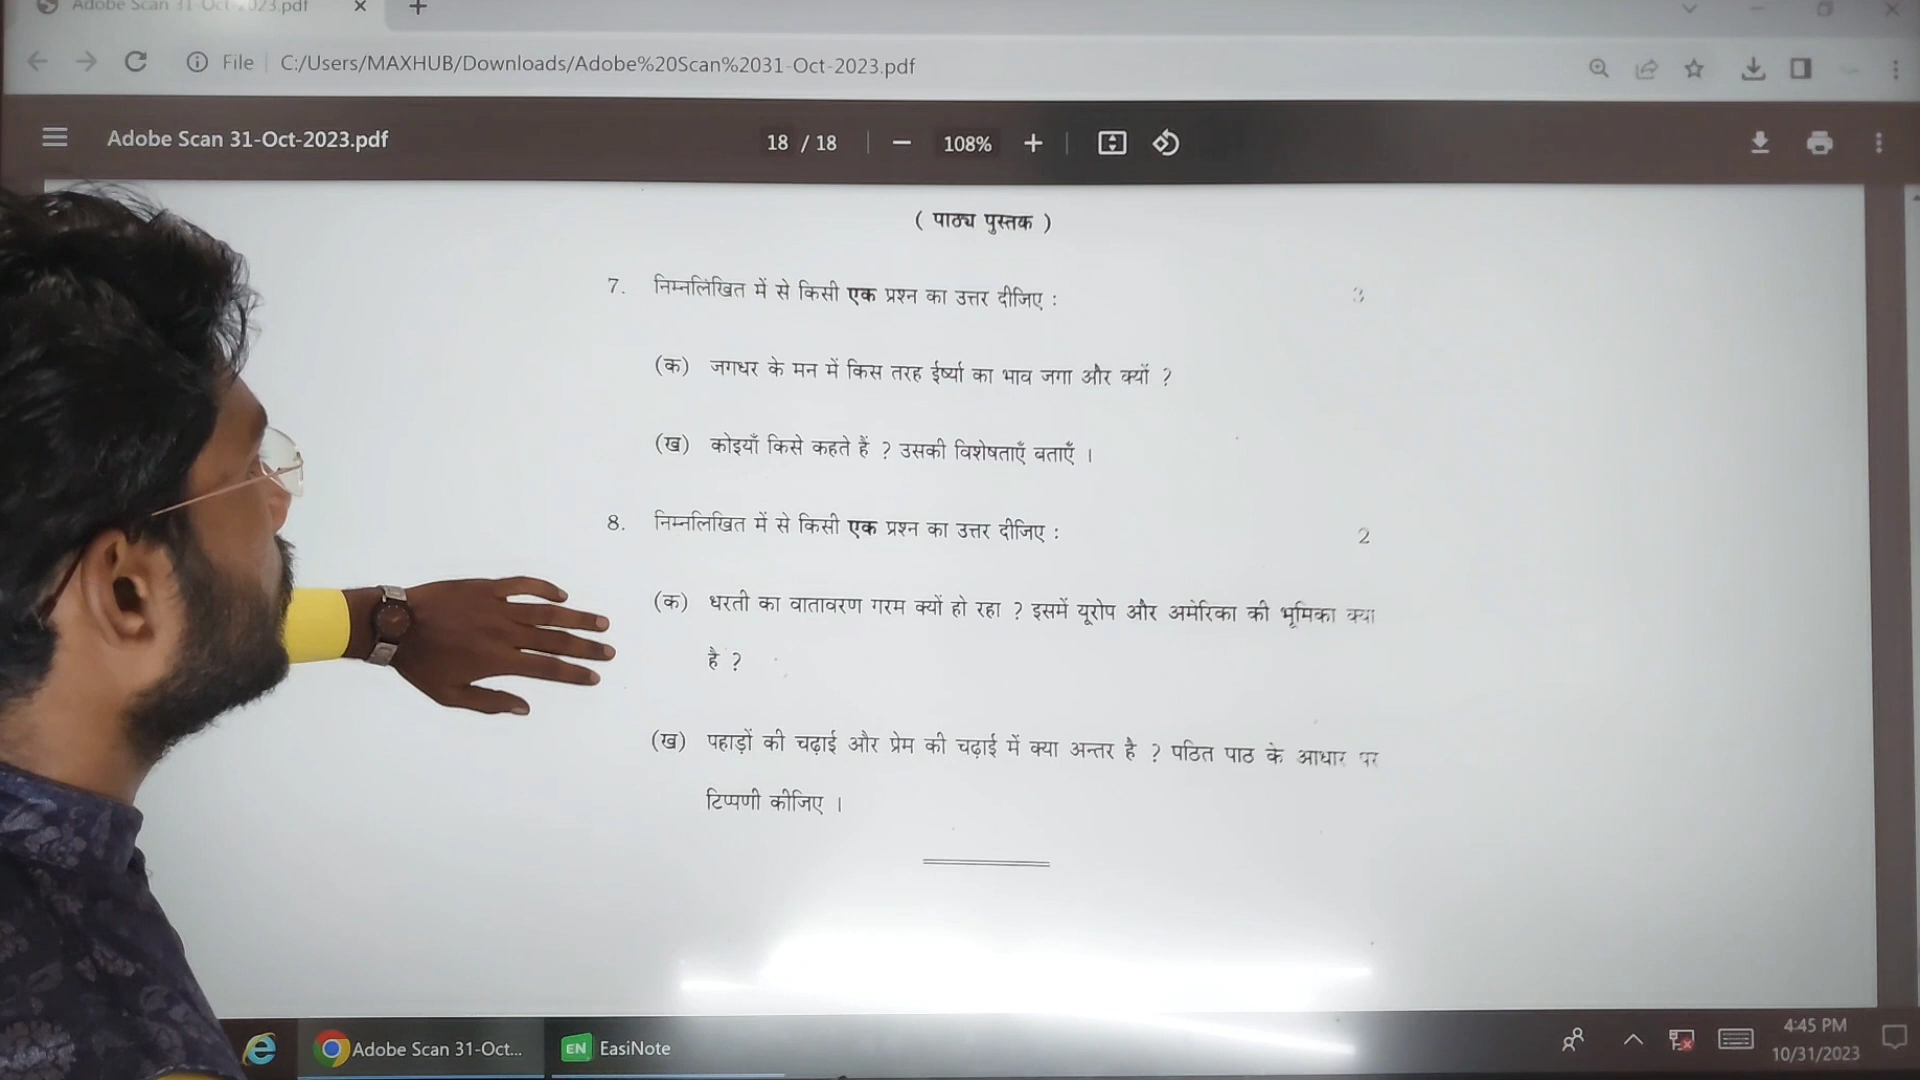 Adobe Scan 31-Oct-2023.pdf
File C:/Users/MAXHUB/Downloads/Adobe%20Scan%2031-Oct-2023.pdf
Adobe Scan 31-Oct-2023.pdf 18 / 18 108%
( पाठ्य पुस्तक )
7. निम्नलिखित में से किसी एक प्रश्न का उत्तर दीजिए : 3
(क) जगधर के मन में किस तरह ईर्ष्या का भाव जगा और क्यों ?
(ख) कोइयाँ किसे कहते हैं ? उसकी विशेषताएँ बताएँ ।
8. निम्नलिखित में से किसी एक प्रश्न का उत्तर दीजिए : 2
(क) धरती का वातावरण गरम क्यों हो रहा ? इसमें यूरोप और अमेरिका की भूमिका क्या
है ?
(ख) पहाड़ों की चढ़ाई और प्रेम की चढ़ाई में क्या अन्तर है ? पठित पाठ के आधार पर
टिप्पणी कीजिए ।
Adobe Scan 31-Oct... EN EasiNote
4:45 PM
10/31/2023